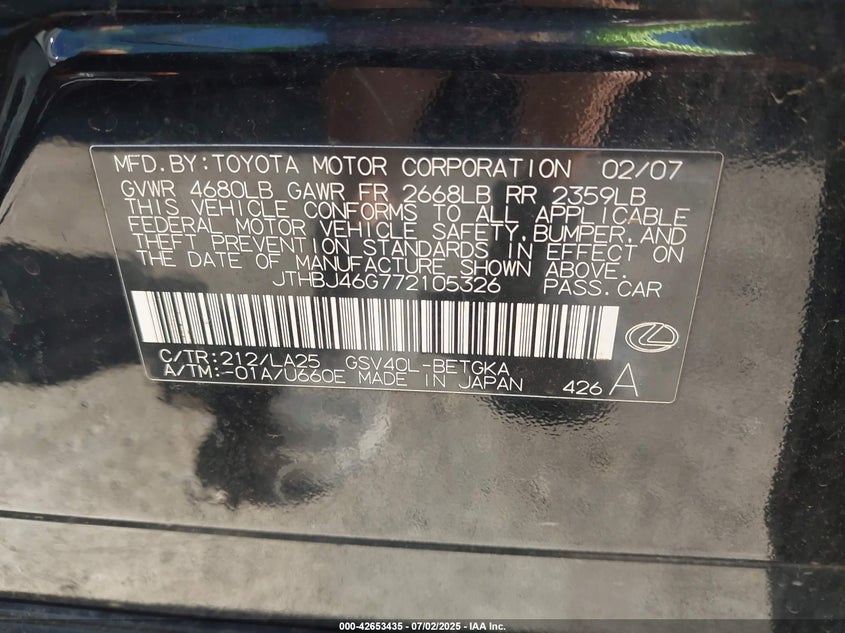 MFD.BY:TOYOTA MOTOR CORPORATION 02/07
GVWR 4680LB GAWR FR 2668LB RR 2359LB
THIS VEHICLE CONFORMS TO ALL APPLICABLE
FEDERAL MOTOR VEHICLE SAFETY,BUMPER,AND
THEFT PREVENTION STANDARDS IN EFFECT ON
THE DATE OF MANUFACTURE SHOWN ABOVE.
JTHBJ46G772105326 PASS.CAR
C/TR:212/LA25 GSV40L-BETGKA
A/TM:-01A/U660E MADE IN JAPAN 426 A
000-42653435 - 07/02/2025 - IAA Inc.